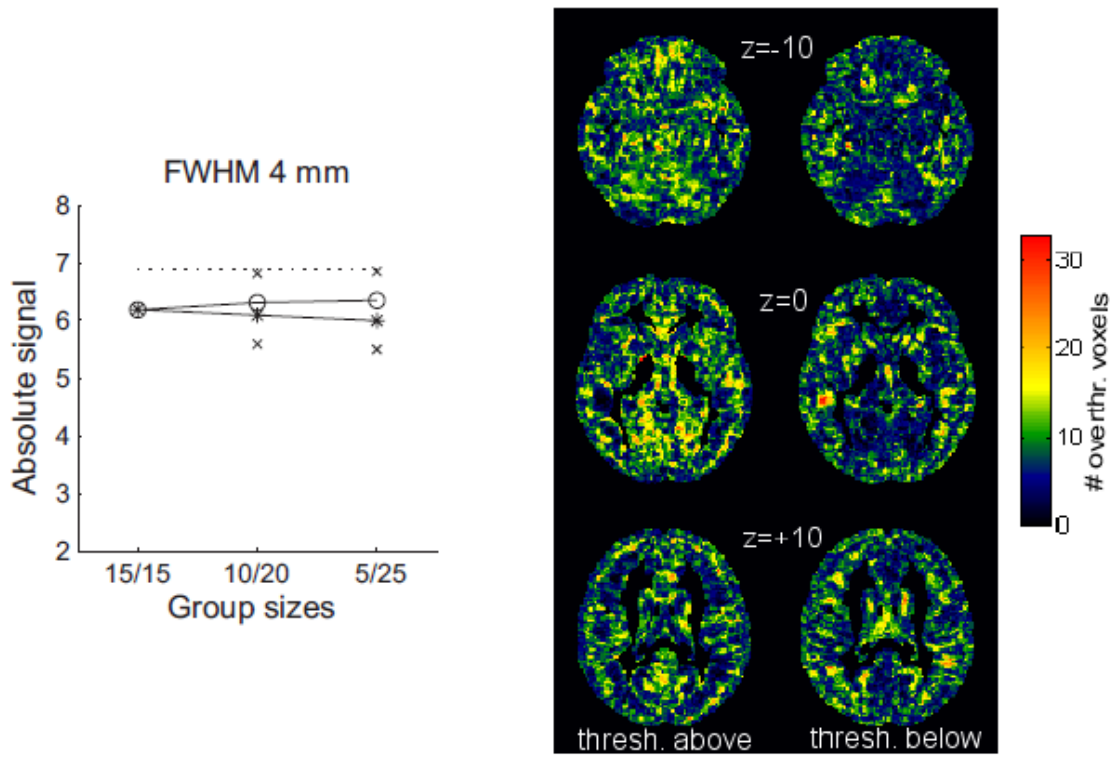 FWHM 4 mm
Absolute signal
8
7
6
5
4
3
2
15/15 10/20 5/25
Group sizes
z=-10
z=0
z=+10
thresh. above thresh. below
30
20
10
0
# overthr. voxels